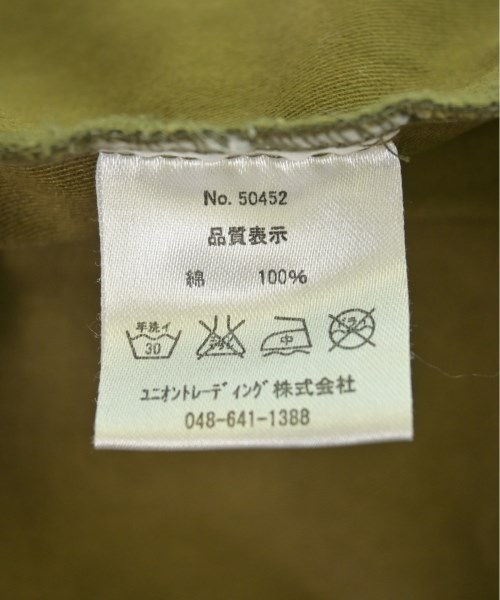 No. 50452
品質表示
綿 100%
手洗イ 中
30
ユニオントレーディング株式会社
048-641-1388